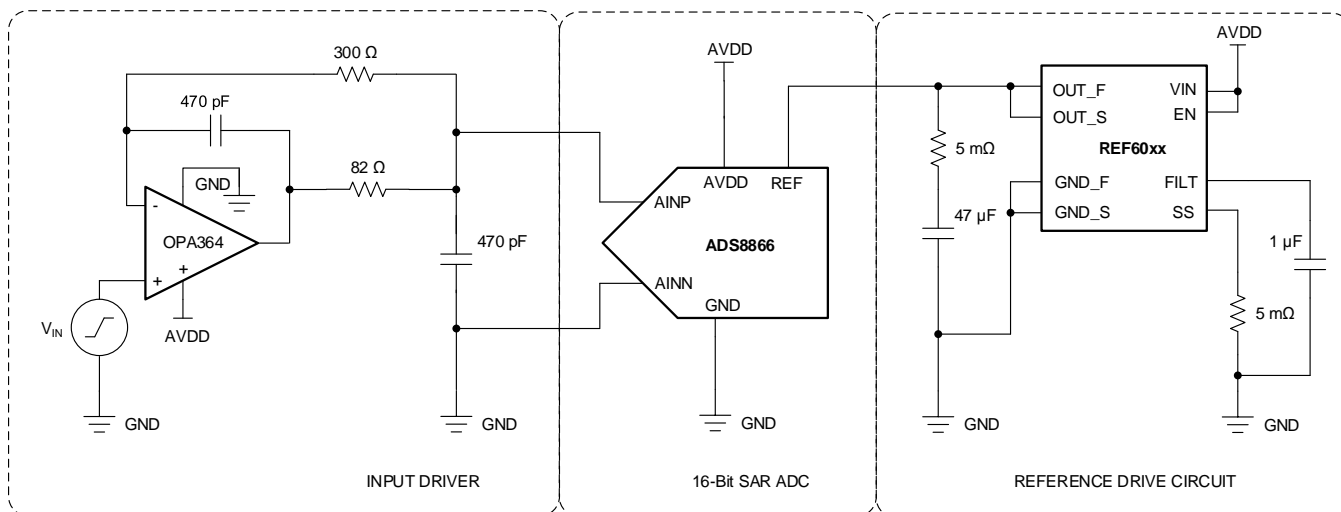 300 Ω
470 pF
GND
82 Ω
-
OPA364
+
+
470 pF
V_IN
AVDD
GND
GND
INPUT DRIVER
AVDD
AVDD
REF
AINP
ADS8866
AINN
GND
GND
16-Bit SAR ADC
AVDD
OUT_F
VIN
OUT_S
EN
REF60xx
5 mΩ
GND_F
FILT
GND_S
SS
47 µF
1 µF
5 mΩ
GND
GND
REFERENCE DRIVE CIRCUIT